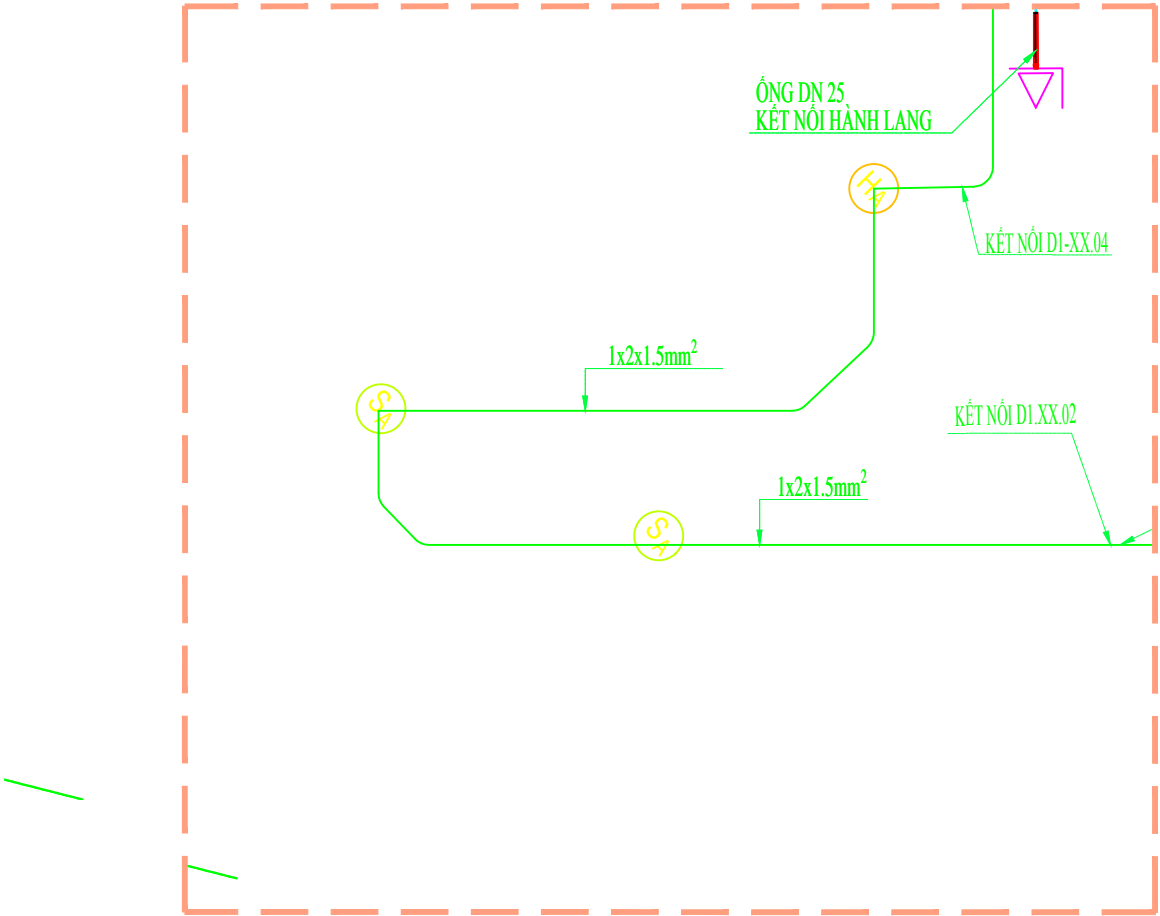 ỐNG DN 25
KẾT NỐI HÀNH LANG
HA
KẾT NỐI D1-XX.04
1x2x1.5mm²
SA
KẾT NỐI D1.XX.02
1x2x1.5mm²
SA